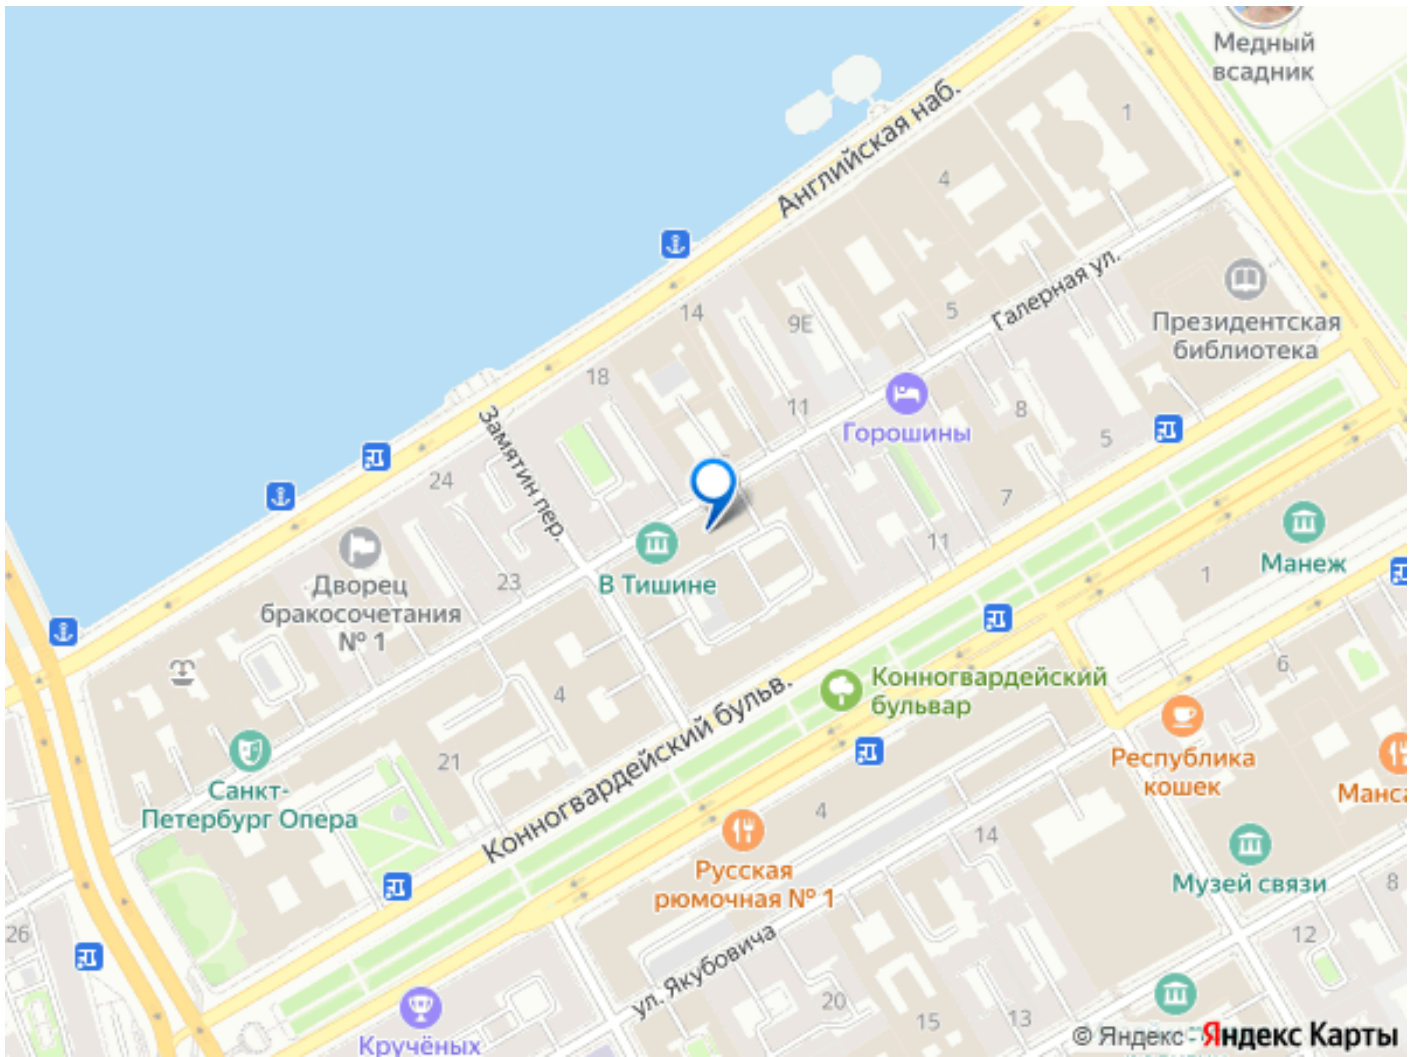 Медный
всадник
1
Английская наб.
4
Галерная ул.
Президентская
библиотека
5
14
9Е
18
11
Горошины
8
5
Замятин пер.
24
7
11
Манеж
1
В Тишине
23
Дворец
бракосочетания
№ 1
Конногвардейский
бульвар
6
4
Конногвардейский бульв.
Республика
кошек
21
Санкт-
Петербург Опера
Манса
4
14
Русская
рюмочная № 1
Музей связи
8
26
12
ул. Якубовича
20
15
13
Кручёных
© Яндекс
Яндекс Карты